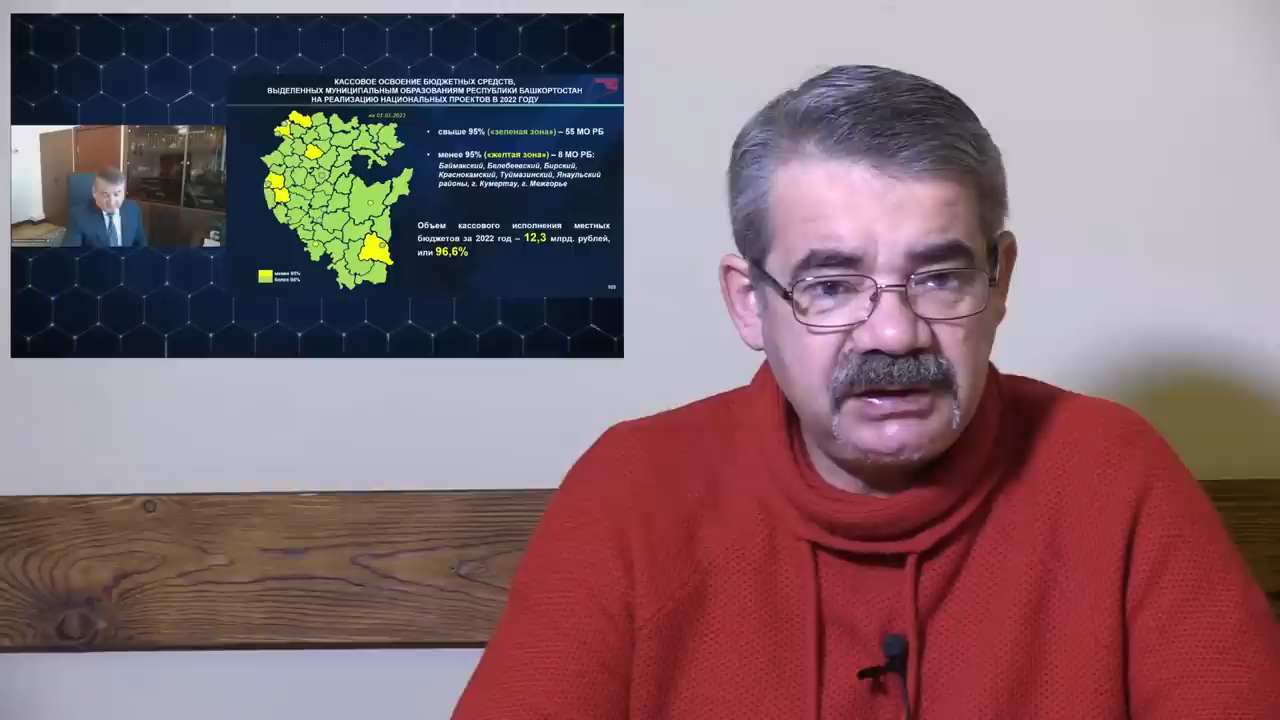 КАССОВОЕ ОСВОЕНИЕ БЮДЖЕТНЫХ СРЕДСТВ,
ВЫДЕЛЕННЫХ МУНИЦИПАЛЬНЫМ ОБРАЗОВАНИЯМ РЕСПУБЛИКИ БАШКОРТОСТАН
НА РЕАЛИЗАЦИЮ НАЦИОНАЛЬНЫХ ПРОЕКТОВ В 2022 ГОДУ
на 01.01.2023
• свыше 95% («зеленая зона») – 55 МО РБ
• менее 95% («желтая зона») – 8 МО РБ:
Баймакский, Белебеевский, Бирский,
Краснокамский, Туймазинский, Янаульский
районы, г. Кумертау, г. Межгорье
Объем кассового исполнения местных
бюджетов за 2022 год – 12,3 млрд. рублей,
или 96,6%
менее 95%
более 95%
105